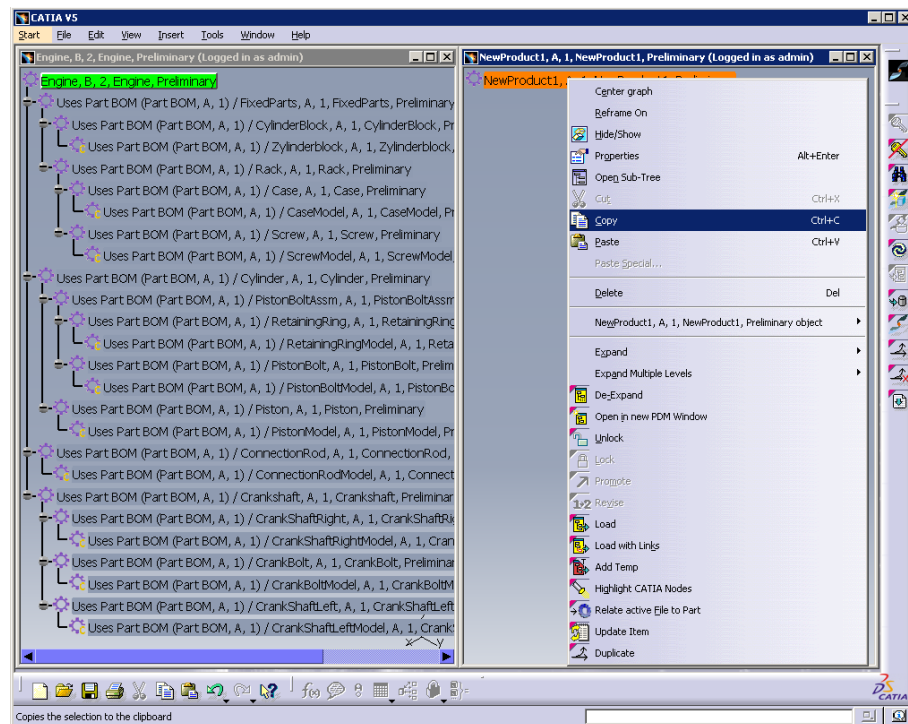 CATIA V5
Start File Edit View Insert Tools Window Help
Engine, B, 2, Engine, Preliminary (Logged in as admin)
Engine, B, 2, Engine, Preliminary
Uses Part BOM (Part BOM, A, 1) / FixedParts, A, 1, FixedParts, Preliminary
Uses Part BOM (Part BOM, A, 1) / CylinderBlock, A, 1, CylinderBlock, Pr
Uses Part BOM (Part BOM, A, 1) / Zylinderblock, A, 1, Zylinderblock,
Uses Part BOM (Part BOM, A, 1) / Rack, A, 1, Rack, Preliminary
Uses Part BOM (Part BOM, A, 1) / Case, A, 1, Case, Preliminary
Uses Part BOM (Part BOM, A, 1) / CaseModel, A, 1, CaseModel, Pr
Uses Part BOM (Part BOM, A, 1) / Screw, A, 1, Screw, Preliminary
Uses Part BOM (Part BOM, A, 1) / ScrewModel, A, 1, ScrewModel,
Uses Part BOM (Part BOM, A, 1) / Cylinder, A, 1, Cylinder, Preliminary
Uses Part BOM (Part BOM, A, 1) / PistonBoltAssm, A, 1, PistonBoltAssm
Uses Part BOM (Part BOM, A, 1) / RetainingRing, A, 1, RetainingRing
Uses Part BOM (Part BOM, A, 1) / RetainingRingModel, A, 1, Reta
Uses Part BOM (Part BOM, A, 1) / PistonBolt, A, 1, PistonBolt, Prelim
Uses Part BOM (Part BOM, A, 1) / PistonBoltModel, A, 1, PistonBo
Uses Part BOM (Part BOM, A, 1) / Piston, A, 1, Piston, Preliminary
Uses Part BOM (Part BOM, A, 1) / PistonModel, A, 1, PistonModel, Pr
Uses Part BOM (Part BOM, A, 1) / ConnectionRod, A, 1, ConnectionRod,
Uses Part BOM (Part BOM, A, 1) / ConnectionRodModel, A, 1, Connect
Uses Part BOM (Part BOM, A, 1) / Crankshaft, A, 1, Crankshaft, Preliminar
Uses Part BOM (Part BOM, A, 1) / CrankShaftRight, A, 1, CrankShaftRi
Uses Part BOM (Part BOM, A, 1) / CrankShaftRightModel, A, 1, Cran
Uses Part BOM (Part BOM, A, 1) / CrankBolt, A, 1, CrankBolt, Prelimina
Uses Part BOM (Part BOM, A, 1) / CrankBoltModel, A, 1, CrankBoltM
Uses Part BOM (Part BOM, A, 1) / CrankShaftLeft, A, 1, CrankShaftLeft
Uses Part BOM (Part BOM, A, 1) / CrankShaftLeftModel, A, 1, Crank
x y
NewProduct1, A, 1, NewProduct1, Preliminary (Logged in as admin)
NewProduct1,
Center graph
Reframe On
Hide/Show
Properties Alt+Enter
Open Sub-Tree
Cut Ctrl+X
Copy Ctrl+C
Paste Ctrl+V
Paste Special...
Delete Del
NewProduct1, A, 1, NewProduct1, Preliminary object
Expand
Expand Multiple Levels
De-Expand
Open in new PDM Window
Unlock
Lock
Promote
Revise
Load
Load with Links
Add Temp
Highlight CATIA Nodes
Relate active File to Part
Update Item
Duplicate
f(x)
CATIA
Copies the selection to the clipboard